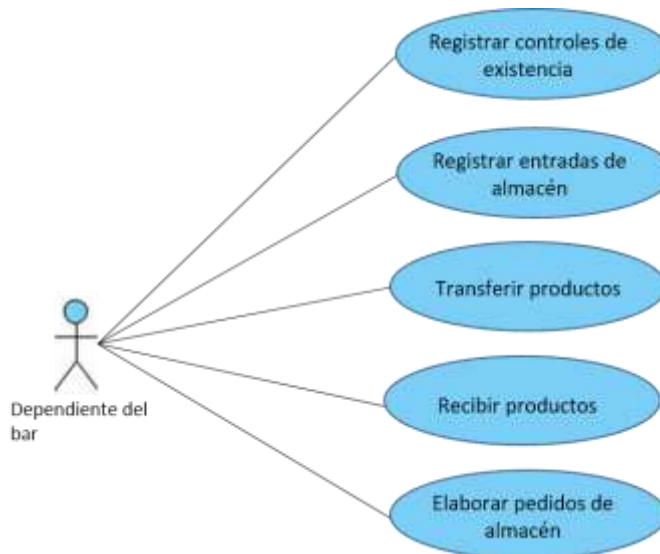 Registrar controles de
existencia
Registrar entradas de
almacén
Transferir productos
Recibir productos
Elaborar pedidos de
almacén
Dependiente del
bar